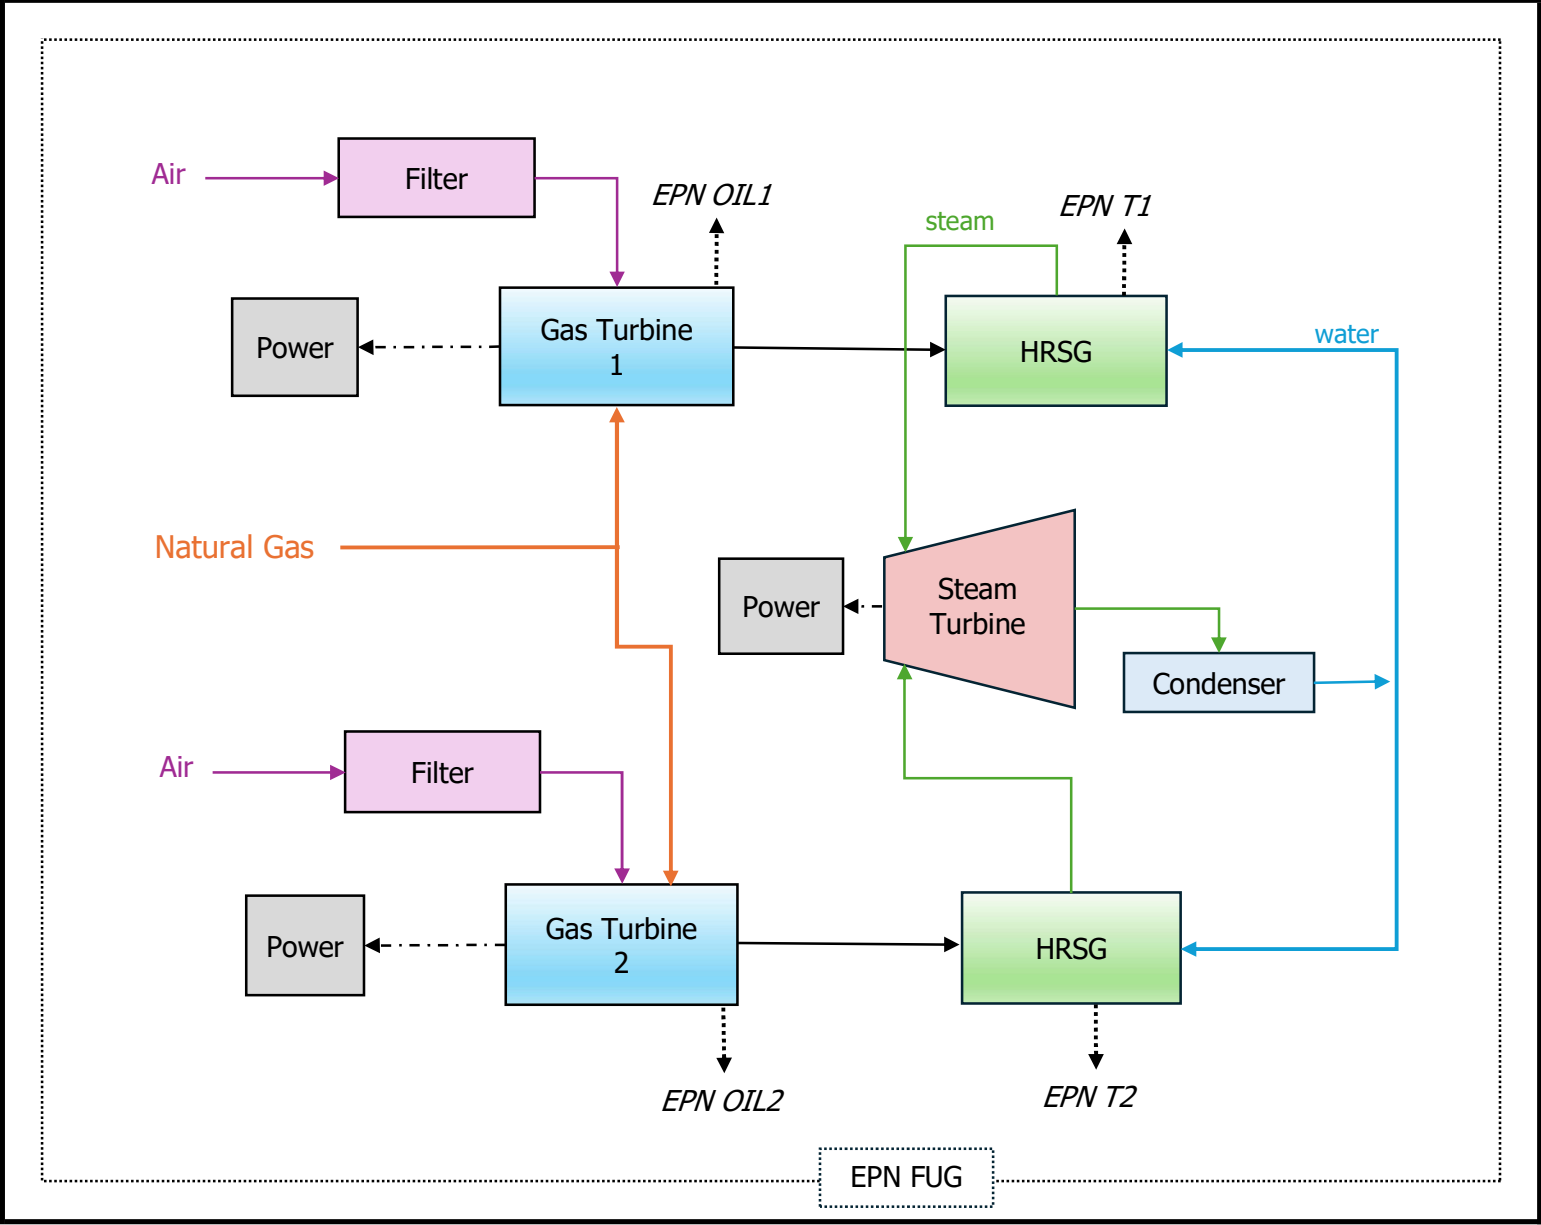 Air
Filter
EPN OIL1
EPN T1
steam
Power
Gas Turbine
1
HRSG
water
Natural Gas
Power
Steam
Turbine
Condenser
Air
Filter
Power
Gas Turbine
2
HRSG
EPN OIL2
EPN T2
EPN FUG